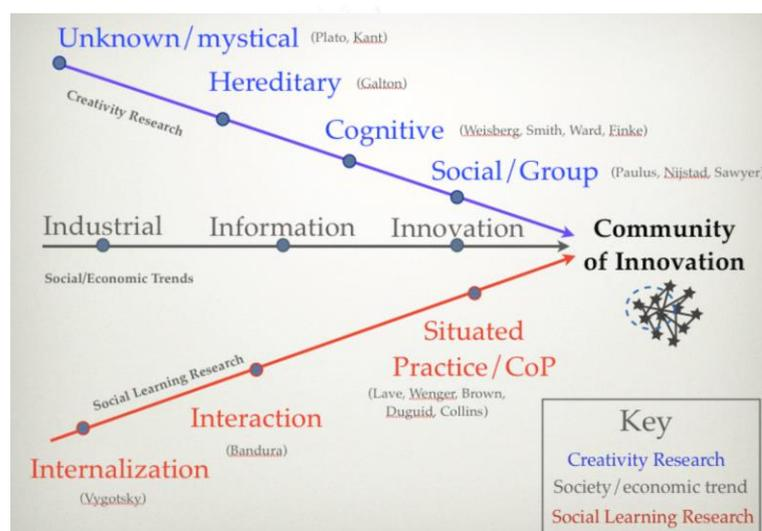 Unknown/mystical (Plato, Kant)
Hereditary (Galton)
Creativity Research
Cognitive (Weisberg, Smith, Ward, Finke)
Social/Group (Paulus, Nijstad, Sawyer
Industrial Information Innovation
Community
of Innovation
Social/Economic Trends
Situated
Practice/CoP
(Lave, Wenger, Brown,
Duguid, Collins)
Social Learning Research
Interaction
(Bandura)
Internalization
(Vygotsky)
Key
Creativity Research
Society/economic trend
Social Learning Research